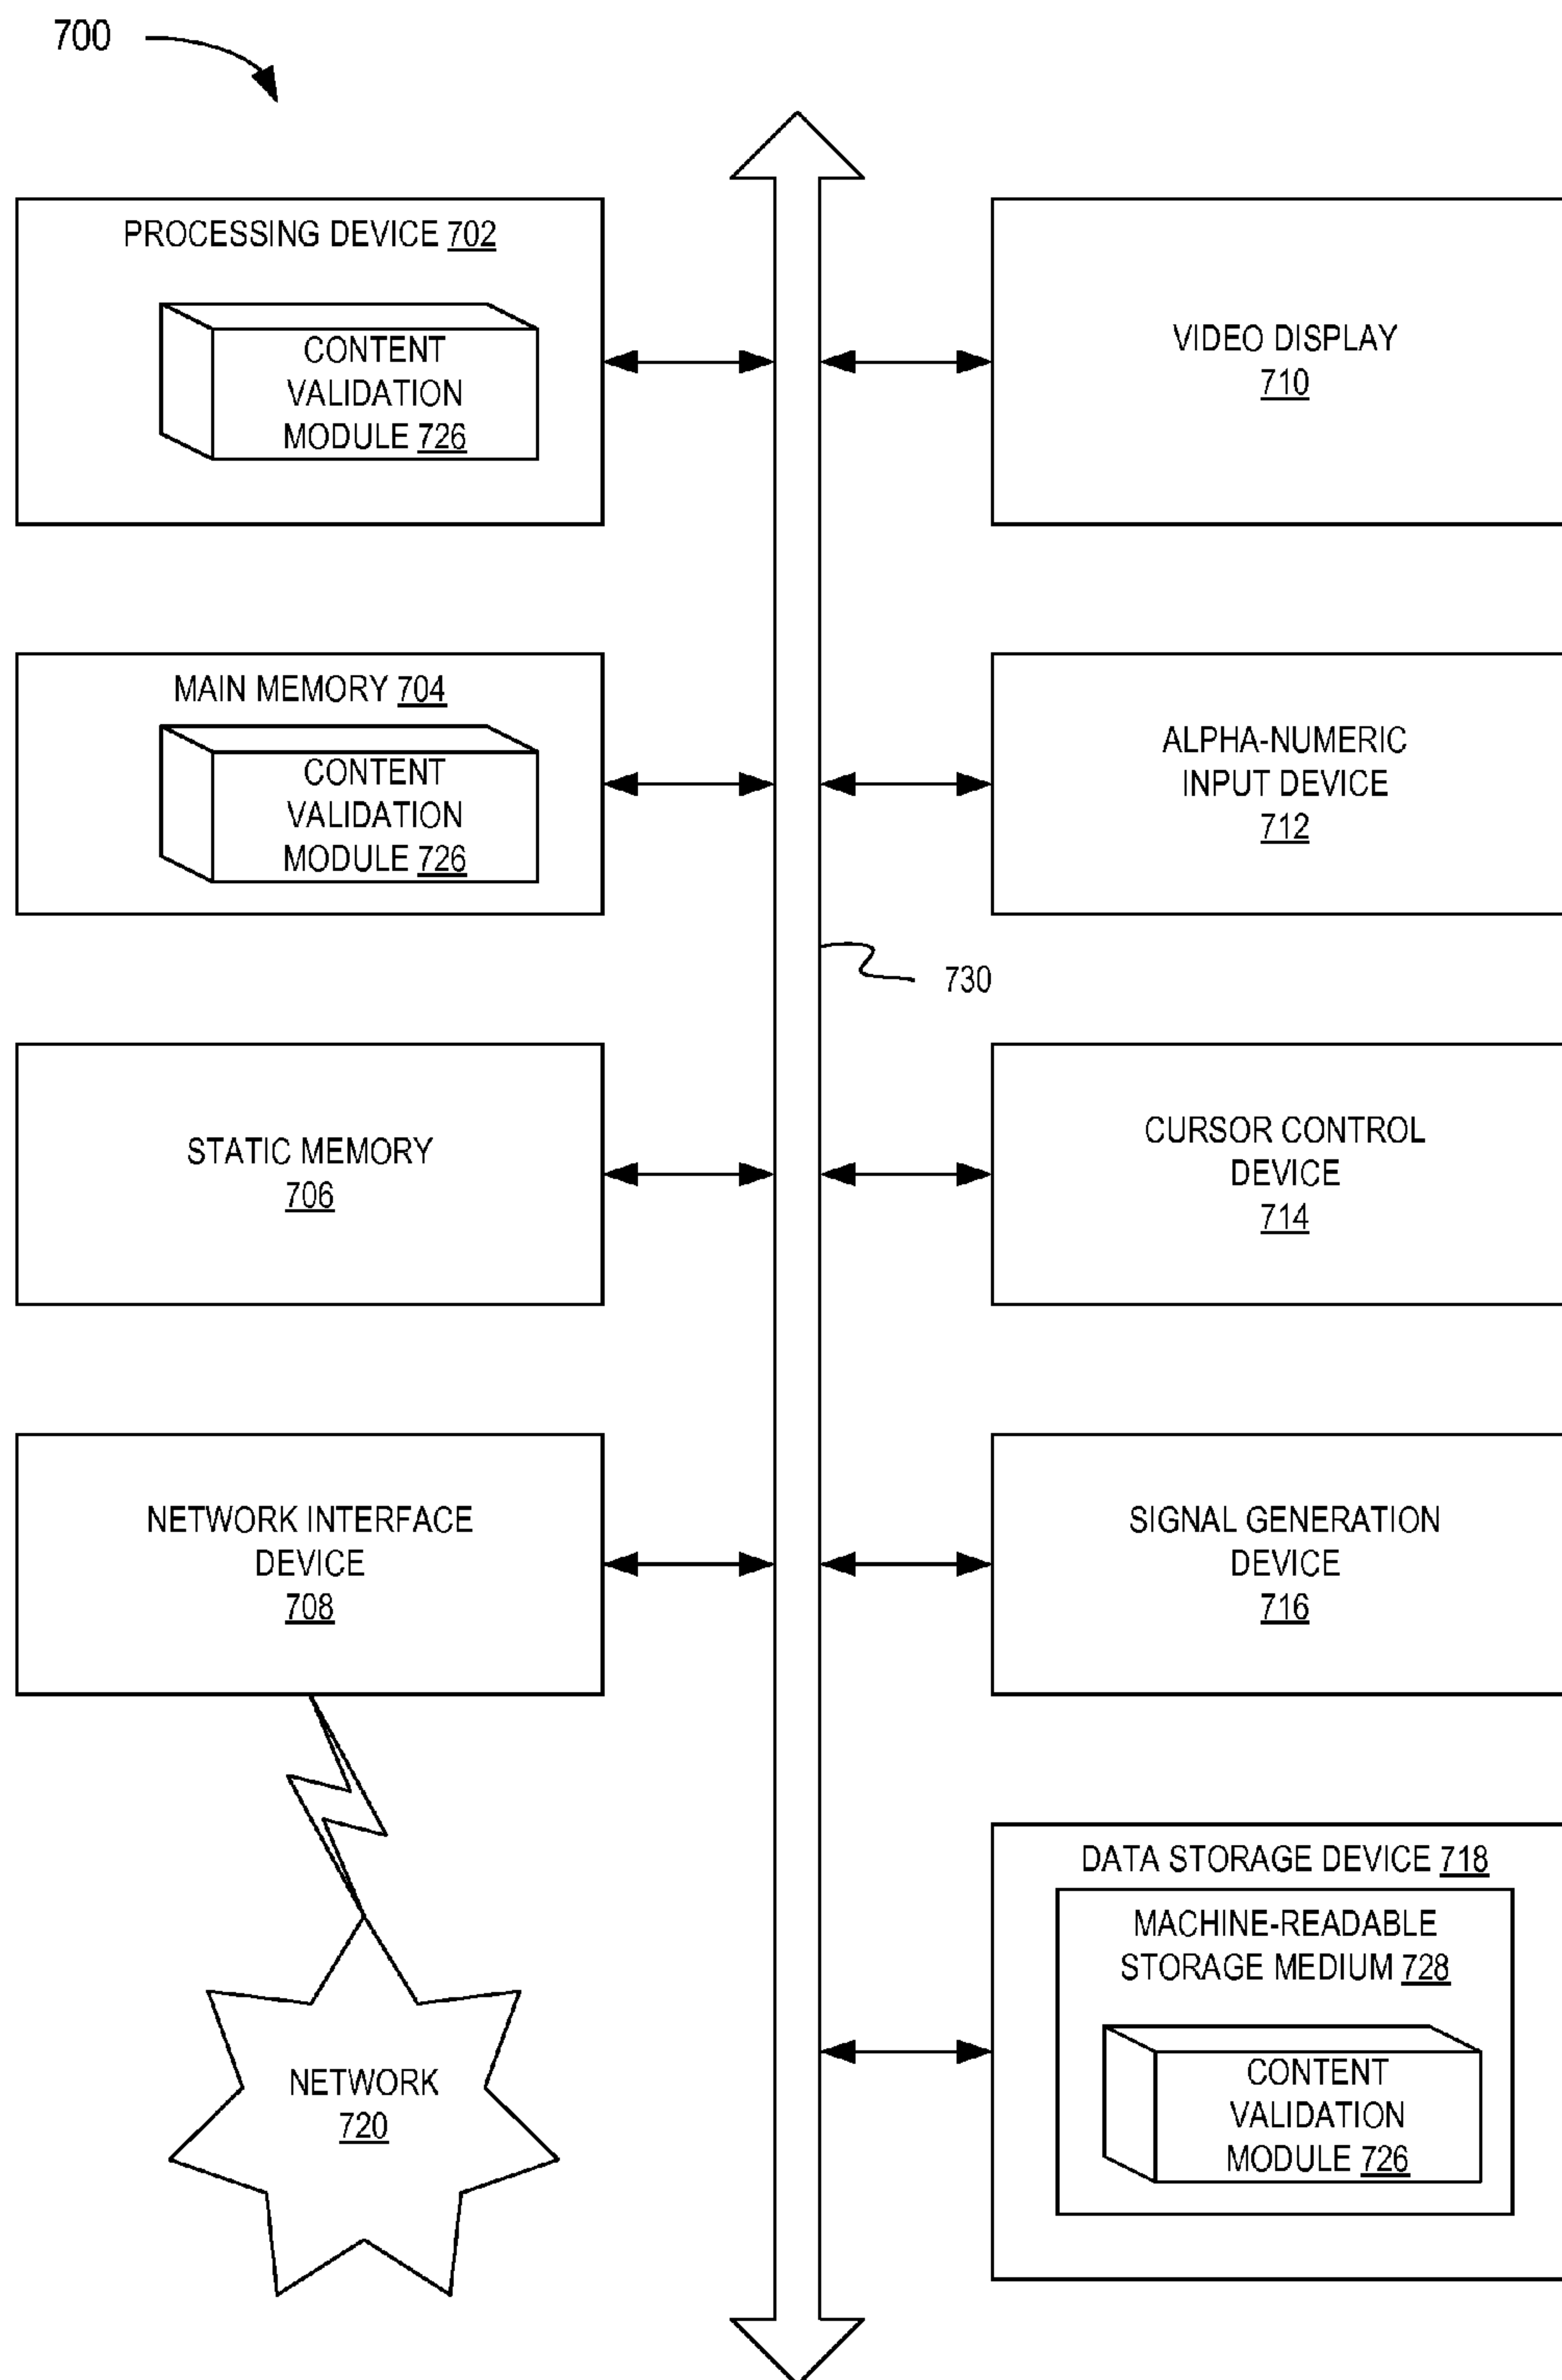 700
PROCESSING DEVICE 702
CONTENT
VALIDATION
MODULE 726
VIDEO DISPLAY
710
MAIN MEMORY 704
CONTENT
VALIDATION
MODULE 726
ALPHA-NUMERIC
INPUT DEVICE
712
730
STATIC MEMORY
706
CURSOR CONTROL
DEVICE
714
NETWORK INTERFACE
DEVICE
708
SIGNAL GENERATION
DEVICE
716
DATA STORAGE DEVICE 718
MACHINE-READABLE
STORAGE MEDIUM 728
CONTENT
VALIDATION
MODULE 726
NETWORK
720